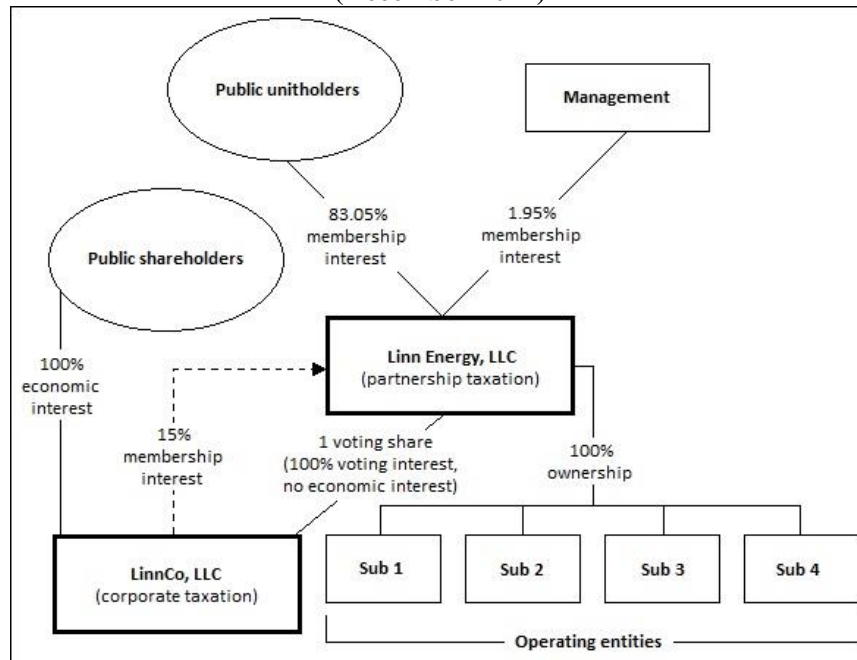 Public unitholders
Management
83.05%
membership
interest
1.95%
membership
interest
Public shareholders
Linn Energy, LLC
(partnership taxation)
100%
economic
interest
15%
membership
interest
1 voting share
(100% voting interest,
no economic interest)
100%
ownership
LinnCo, LLC
(corporate taxation)
Sub 1
Sub 2
Sub 3
Sub 4
Operating entities